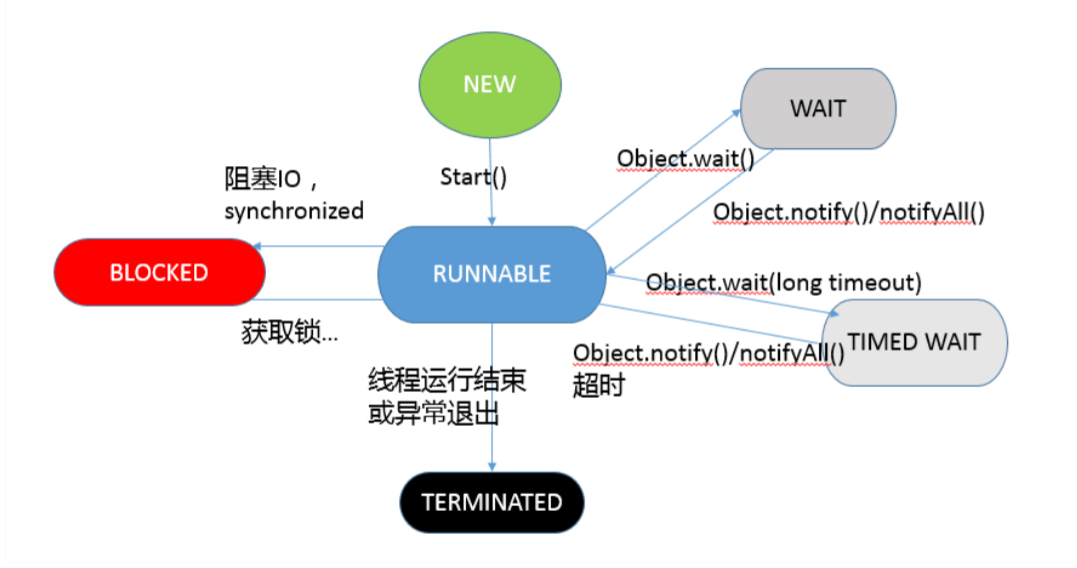 NEW
WAIT
Object.wait()
阻塞IO，
synchronized
Start()
Object.notify()/notifyAll()
BLOCKED
RUNNABLE
Object.wait(long timeout)
获取锁...
Object.notify()/notifyAll()
超时
TIMED WAIT
线程运行结束
或异常退出
TERMINATED